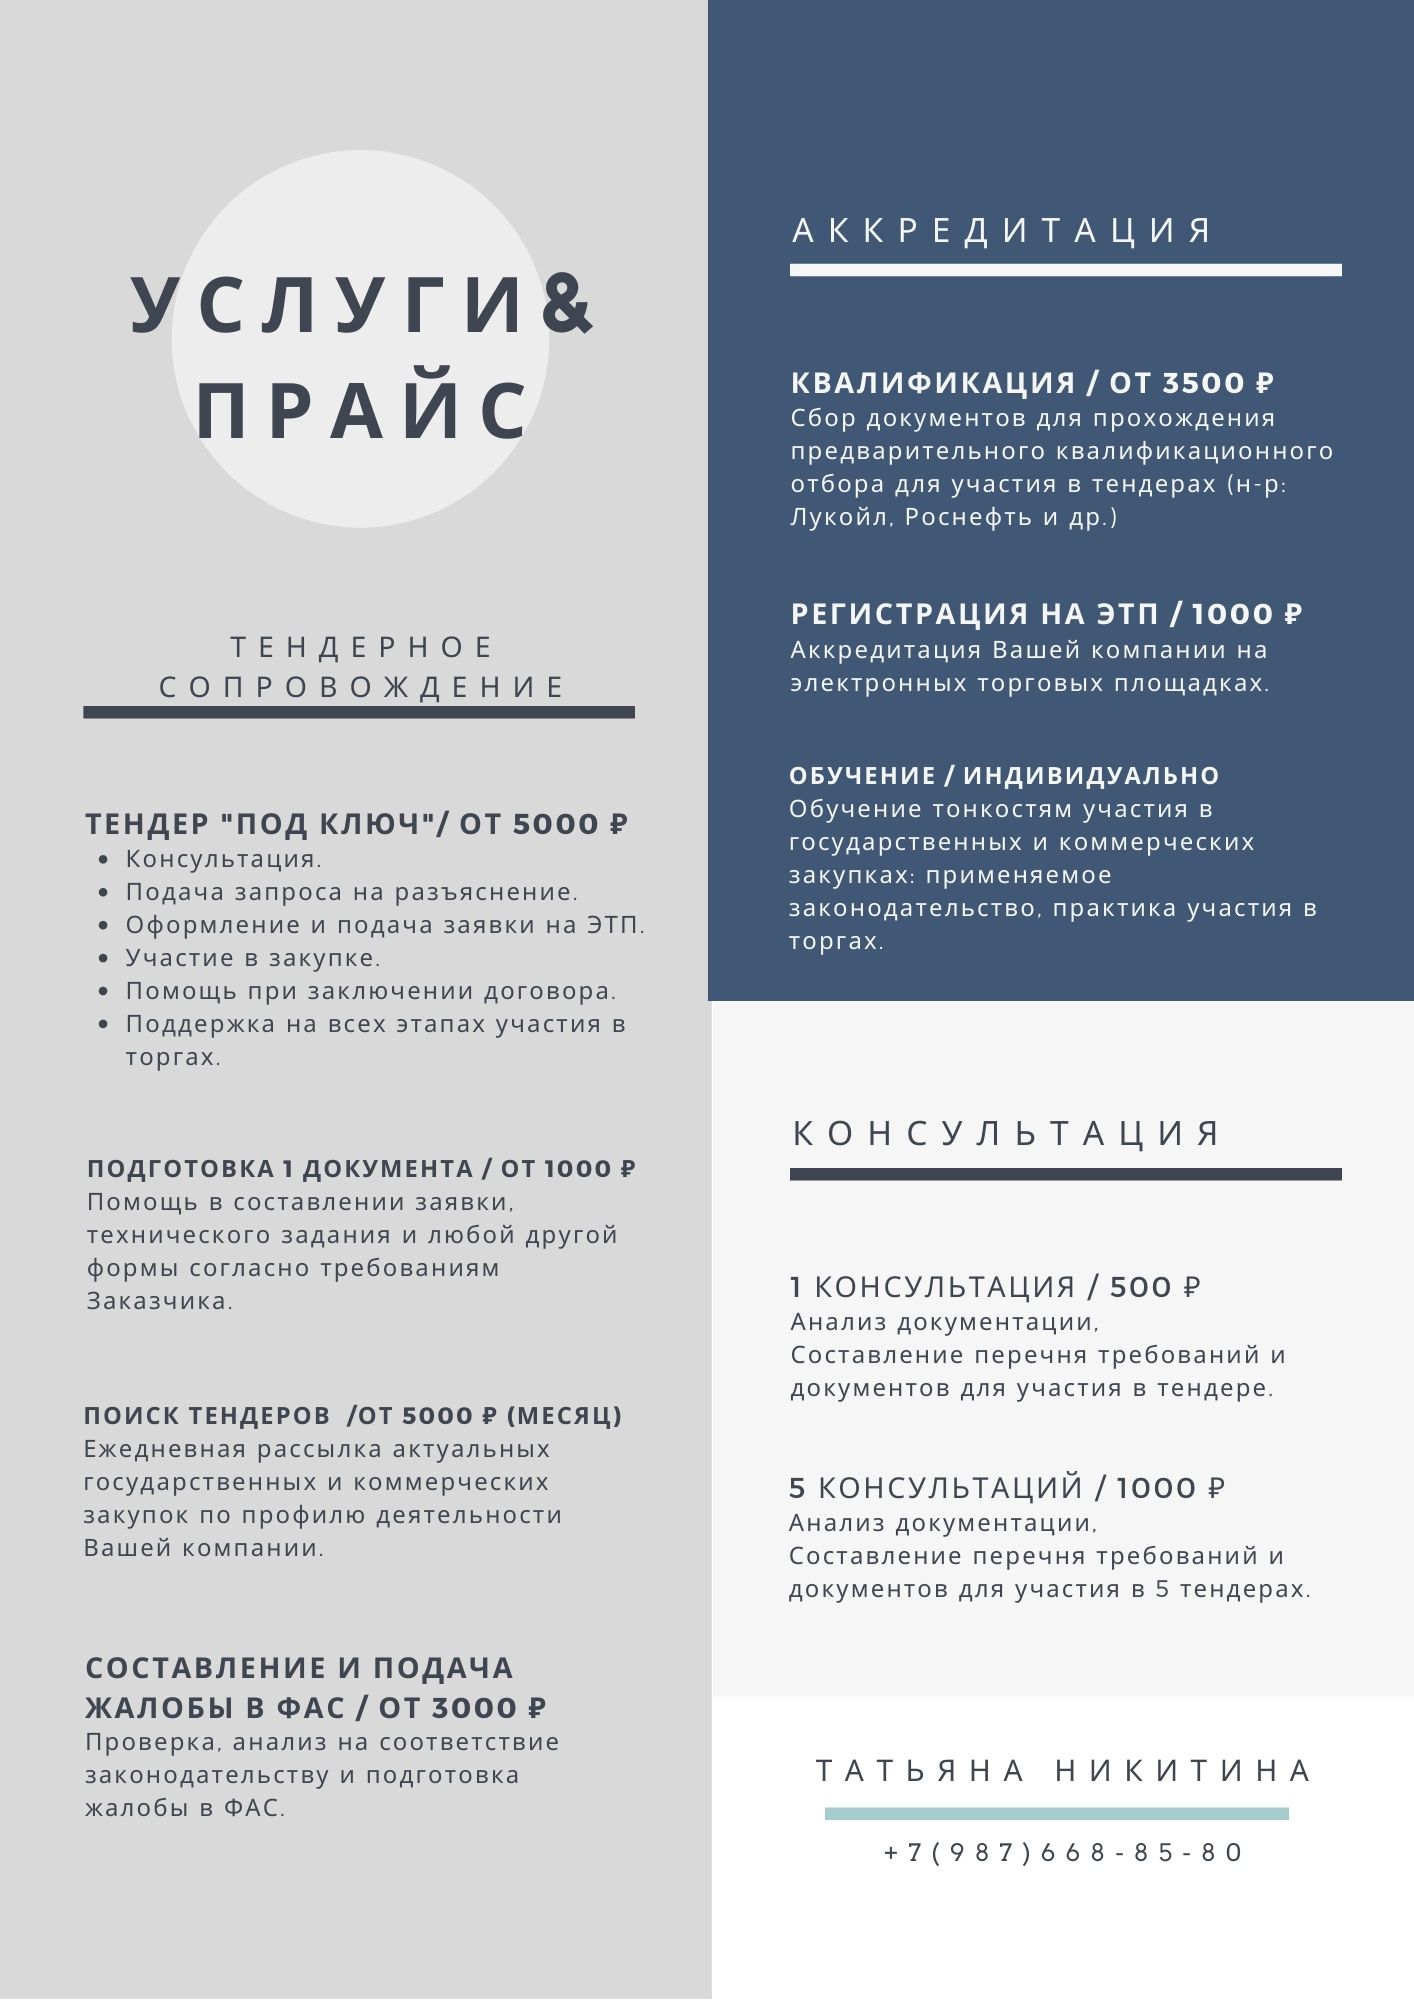 УСЛУГИ&
ПРАЙС
ТЕНДЕРНОЕ
СОПРОВОЖДЕНИЕ
ТЕНДЕР "ПОД КЛЮЧ"/ ОТ 5000 ₽
• Консультация.
• Подача запроса на разъяснение.
• Оформление и подача заявки на ЭТП.
• Участие в закупке.
• Помощь при заключении договора.
• Поддержка на всех этапах участия в
торгах.
ПОДГОТОВКА 1 ДОКУМЕНТА / ОТ 1000 ₽
Помощь в составлении заявки,
технического задания и любой другой
формы согласно требованиям
Заказчика.
ПОИСК ТЕНДЕРОВ /ОТ 5000 ₽ (МЕСЯЦ)
Ежедневная рассылка актуальных
государственных и коммерческих
закупок по профилю деятельности
Вашей компании.
СОСТАВЛЕНИЕ И ПОДАЧА
ЖАЛОБЫ В ФАС / ОТ 3000 ₽
Проверка, анализ на соответствие
законодательству и подготовка
жалобы в ФАС.
АККРЕДИТАЦИЯ
КВАЛИФИКАЦИЯ / ОТ 3500 ₽
Сбор документов для прохождения
предварительного квалификационного
отбора для участия в тендерах (н-р:
Лукойл, Роснефть и др.)
РЕГИСТРАЦИЯ НА ЭТП / 1000 ₽
Аккредитация Вашей компании на
электронных торговых площадках.
ОБУЧЕНИЕ / ИНДИВИДУАЛЬНО
Обучение тонкостям участия в
государственных и коммерческих
закупках: применяемое
законодательство, практика участия в
торгах.
КОНСУЛЬТАЦИЯ
1 КОНСУЛЬТАЦИЯ / 500 ₽
Анализ документации,
Составление перечня требований и
документов для участия в тендере.
5 КОНСУЛЬТАЦИЙ / 1000 ₽
Анализ документации,
Составление перечня требований и
документов для участия в 5 тендерах.
ТАТЬЯНА НИКИТИНА
+7(987)668-85-80